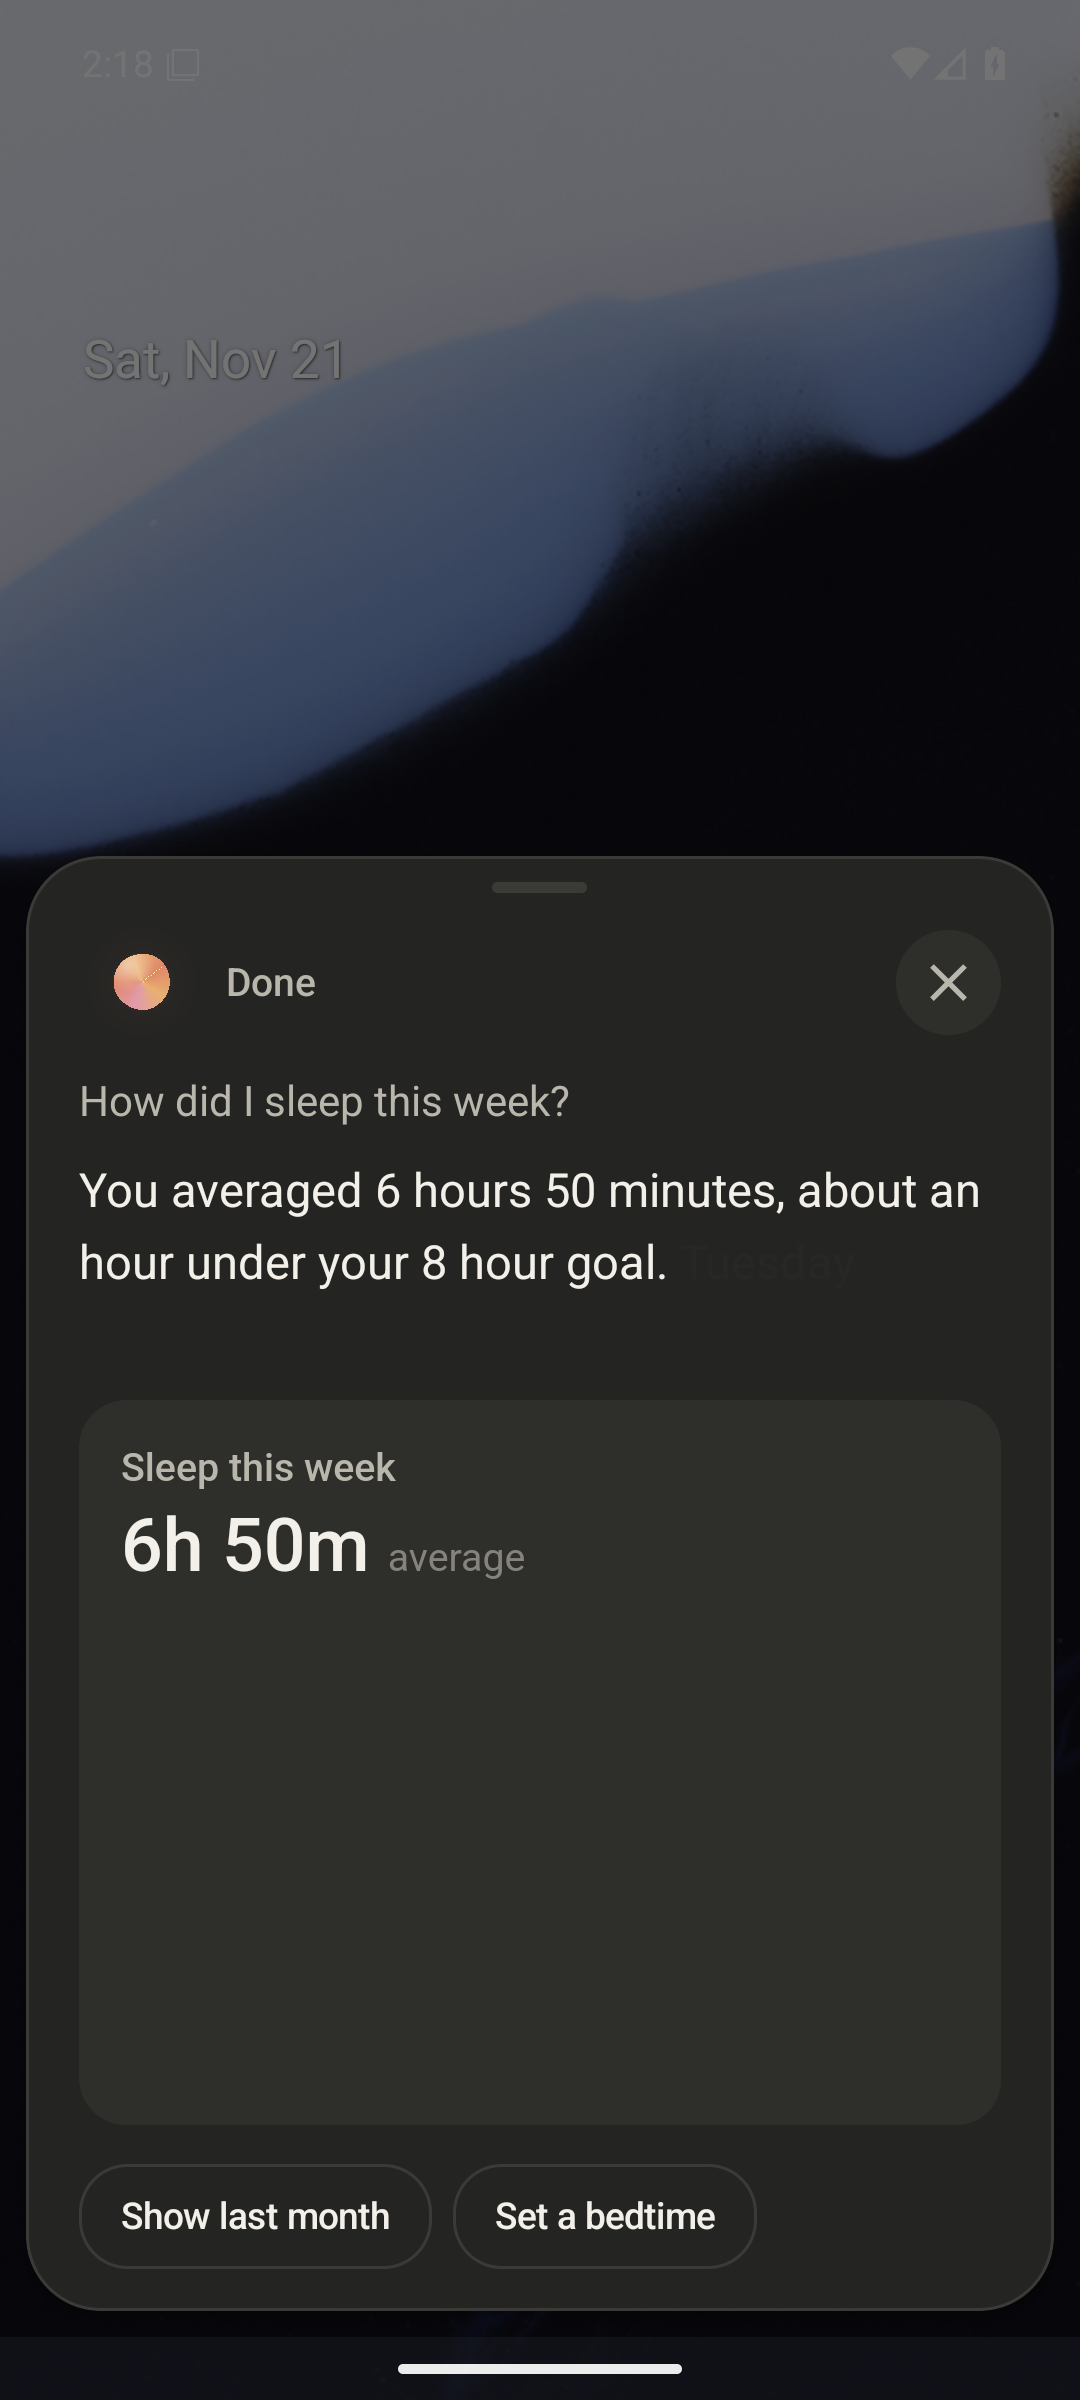 2:18
Sat, Nov 21
Done
How did I sleep this week?
You averaged 6 hours 50 minutes, about an
hour under your 8 hour goal. Tuesday
Sleep this week
6h 50m average
Show last month
Set a bedtime